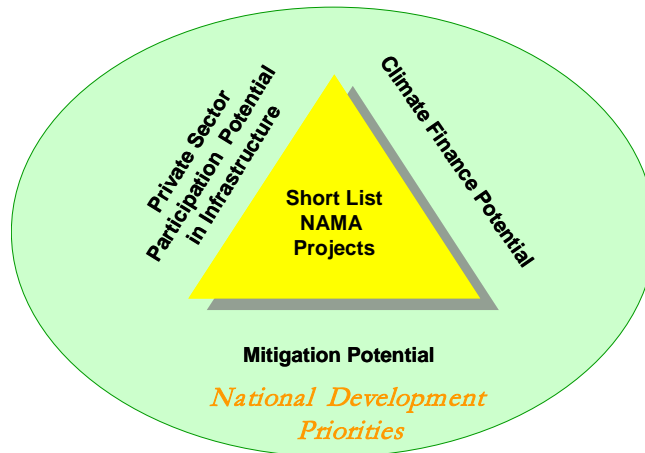 Private Sector
Participation Potential
in Infrastructure
Climate Finance Potential
Short List
NAMA
Projects
Mitigation Potential
National Development
Priorities